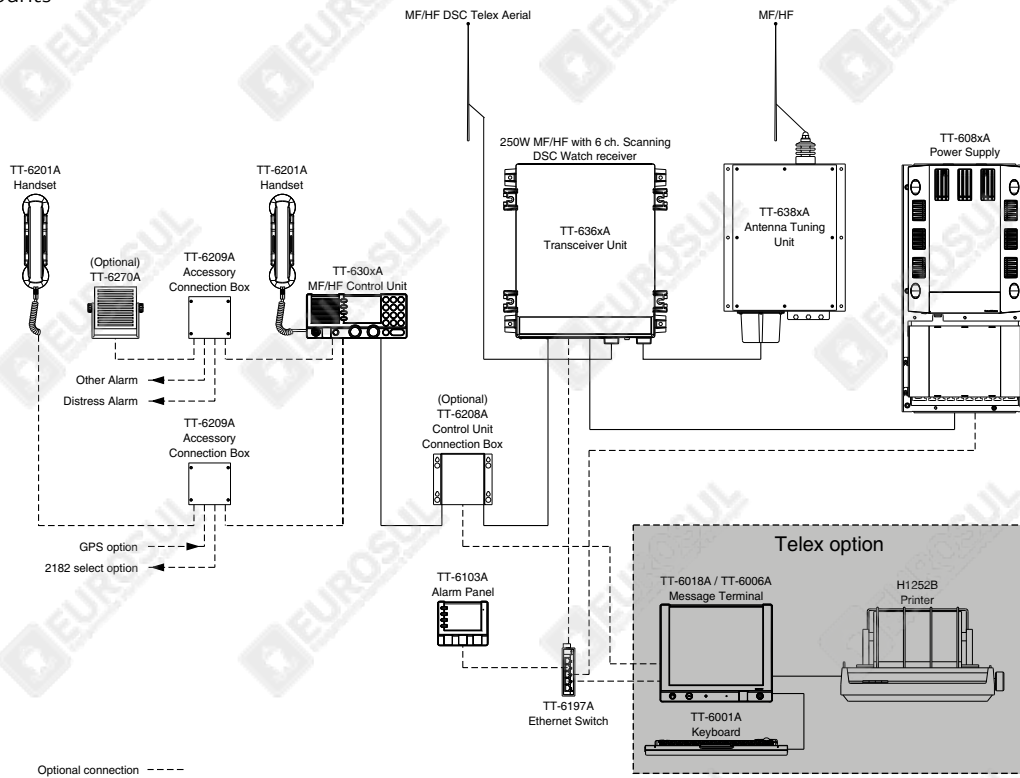 MF/HF DSC Telex Aerial
MF/HF
250W MF/HF with 6 ch. Scanning
DSC Watch receiver
TT-608xA
Power Supply
TT-6201A
Handset
TT-6201A
Handset
TT-636xA
Transceiver Unit
TT-638xA
Antenna Tuning
Unit
(Optional)
TT-6270A
TT-6209A
Accessory
Connection Box
TT-630xA
MF/HF Control Unit
Other Alarm
Distress Alarm
(Optional)
TT-6208A
Control Unit
Connection Box
TT-6209A
Accessory
Connection Box
GPS option
2182 select option
Telex option
TT-6103A
Alarm Panel
TT-6018A / TT-6006A
Message Terminal
H1252B
Printer
TT-6197A
Ethernet Switch
TT-6001A
Keyboard
Optional connection
EUROSUL